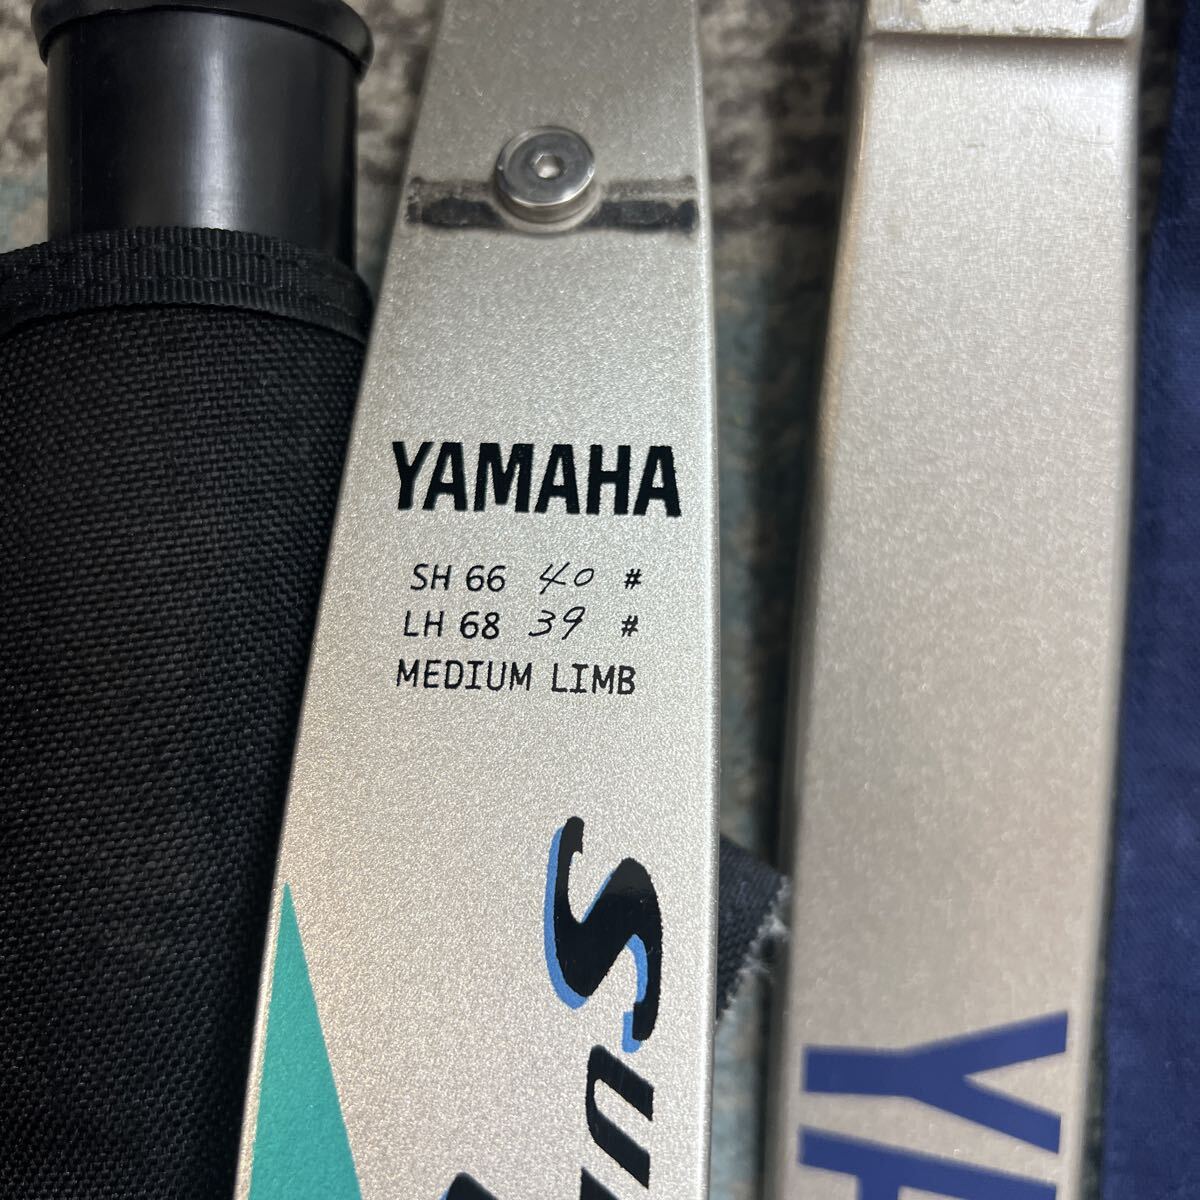 YAMAHA
SH 66 40 #
LH 68 39 #
MEDIUM LIMB